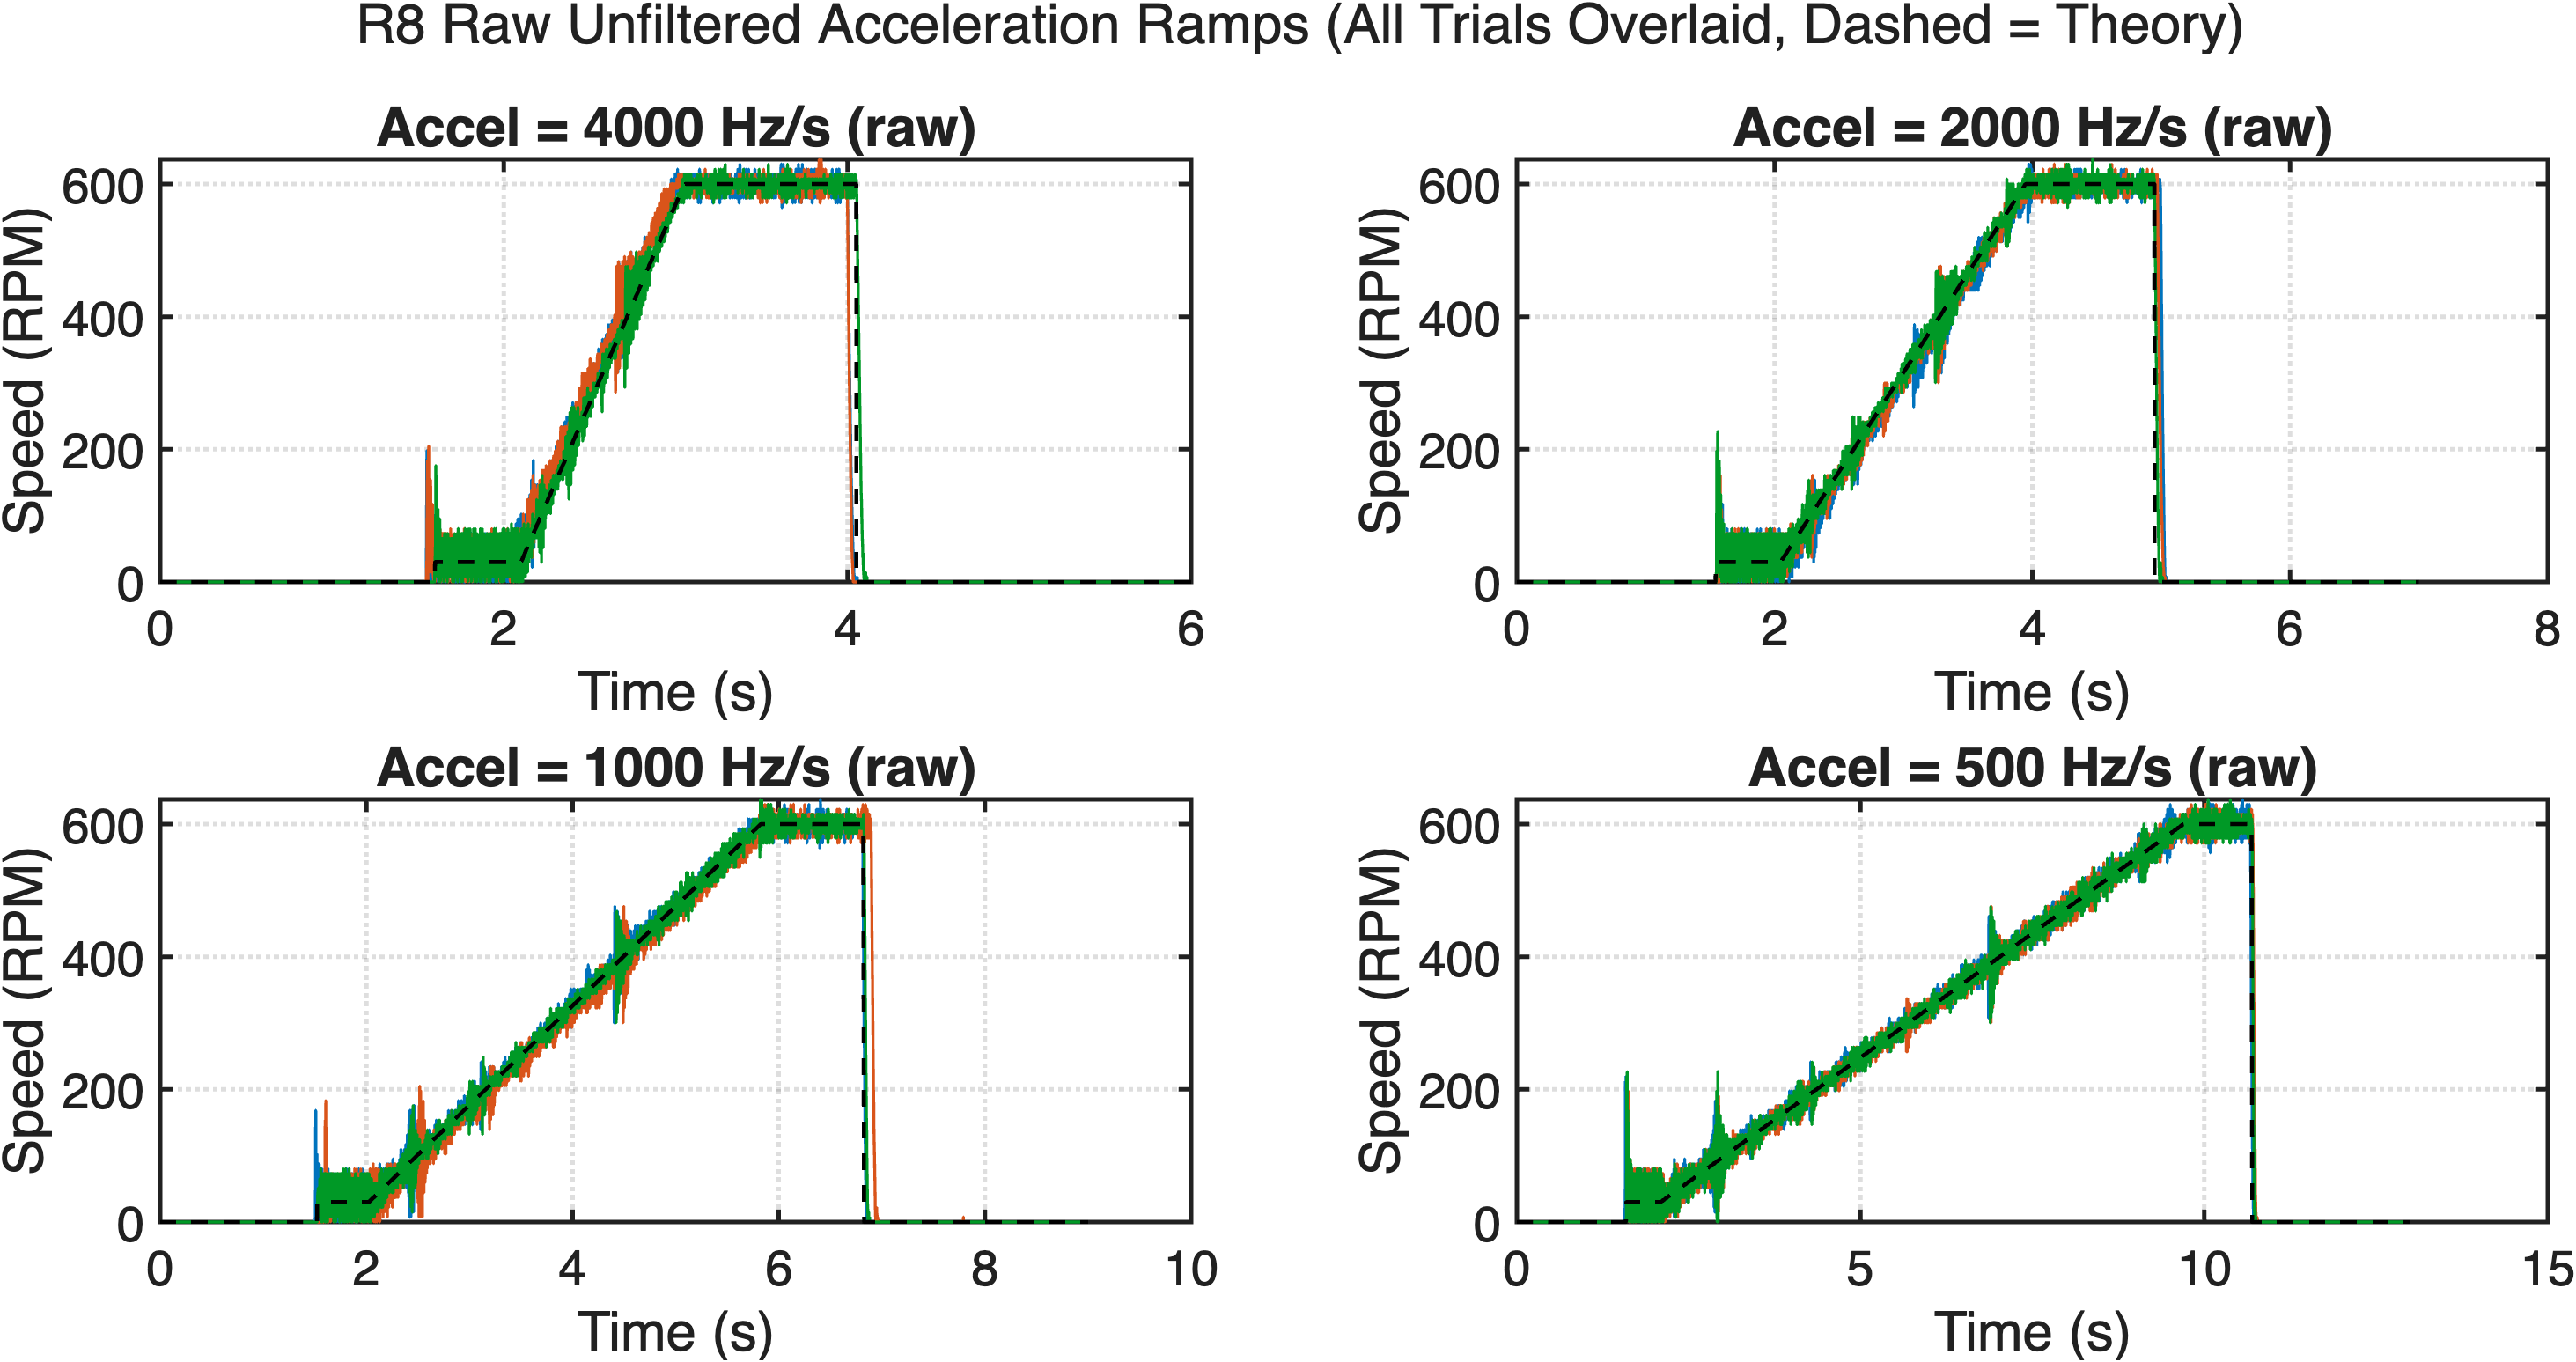 R8 Raw Unfiltered Acceleration Ramps (All Trials Overlaid, Dashed = Theory)
Accel = 4000 Hz/s (raw)
Speed (RPM)
600
400
200
0
0 2 4 6
Time (s)
Accel = 2000 Hz/s (raw)
Speed (RPM)
600
400
200
0
0 2 4 6 8
Time (s)
Accel = 1000 Hz/s (raw)
Speed (RPM)
600
400
200
0
0 2 4 6 8 10
Time (s)
Accel = 500 Hz/s (raw)
Speed (RPM)
600
400
200
0
0 5 10 15
Time (s)